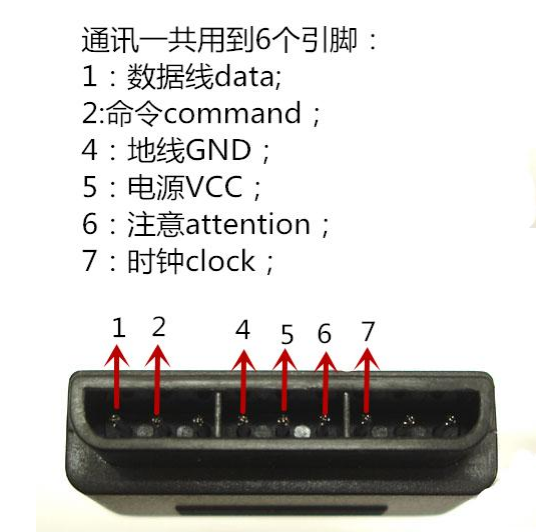 通讯一共用到6个引脚：
1：数据线data;
2:命令command；
4：地线GND；
5：电源VCC；
6：注意attention；
7：时钟clock；
1 2 4 5 6 7